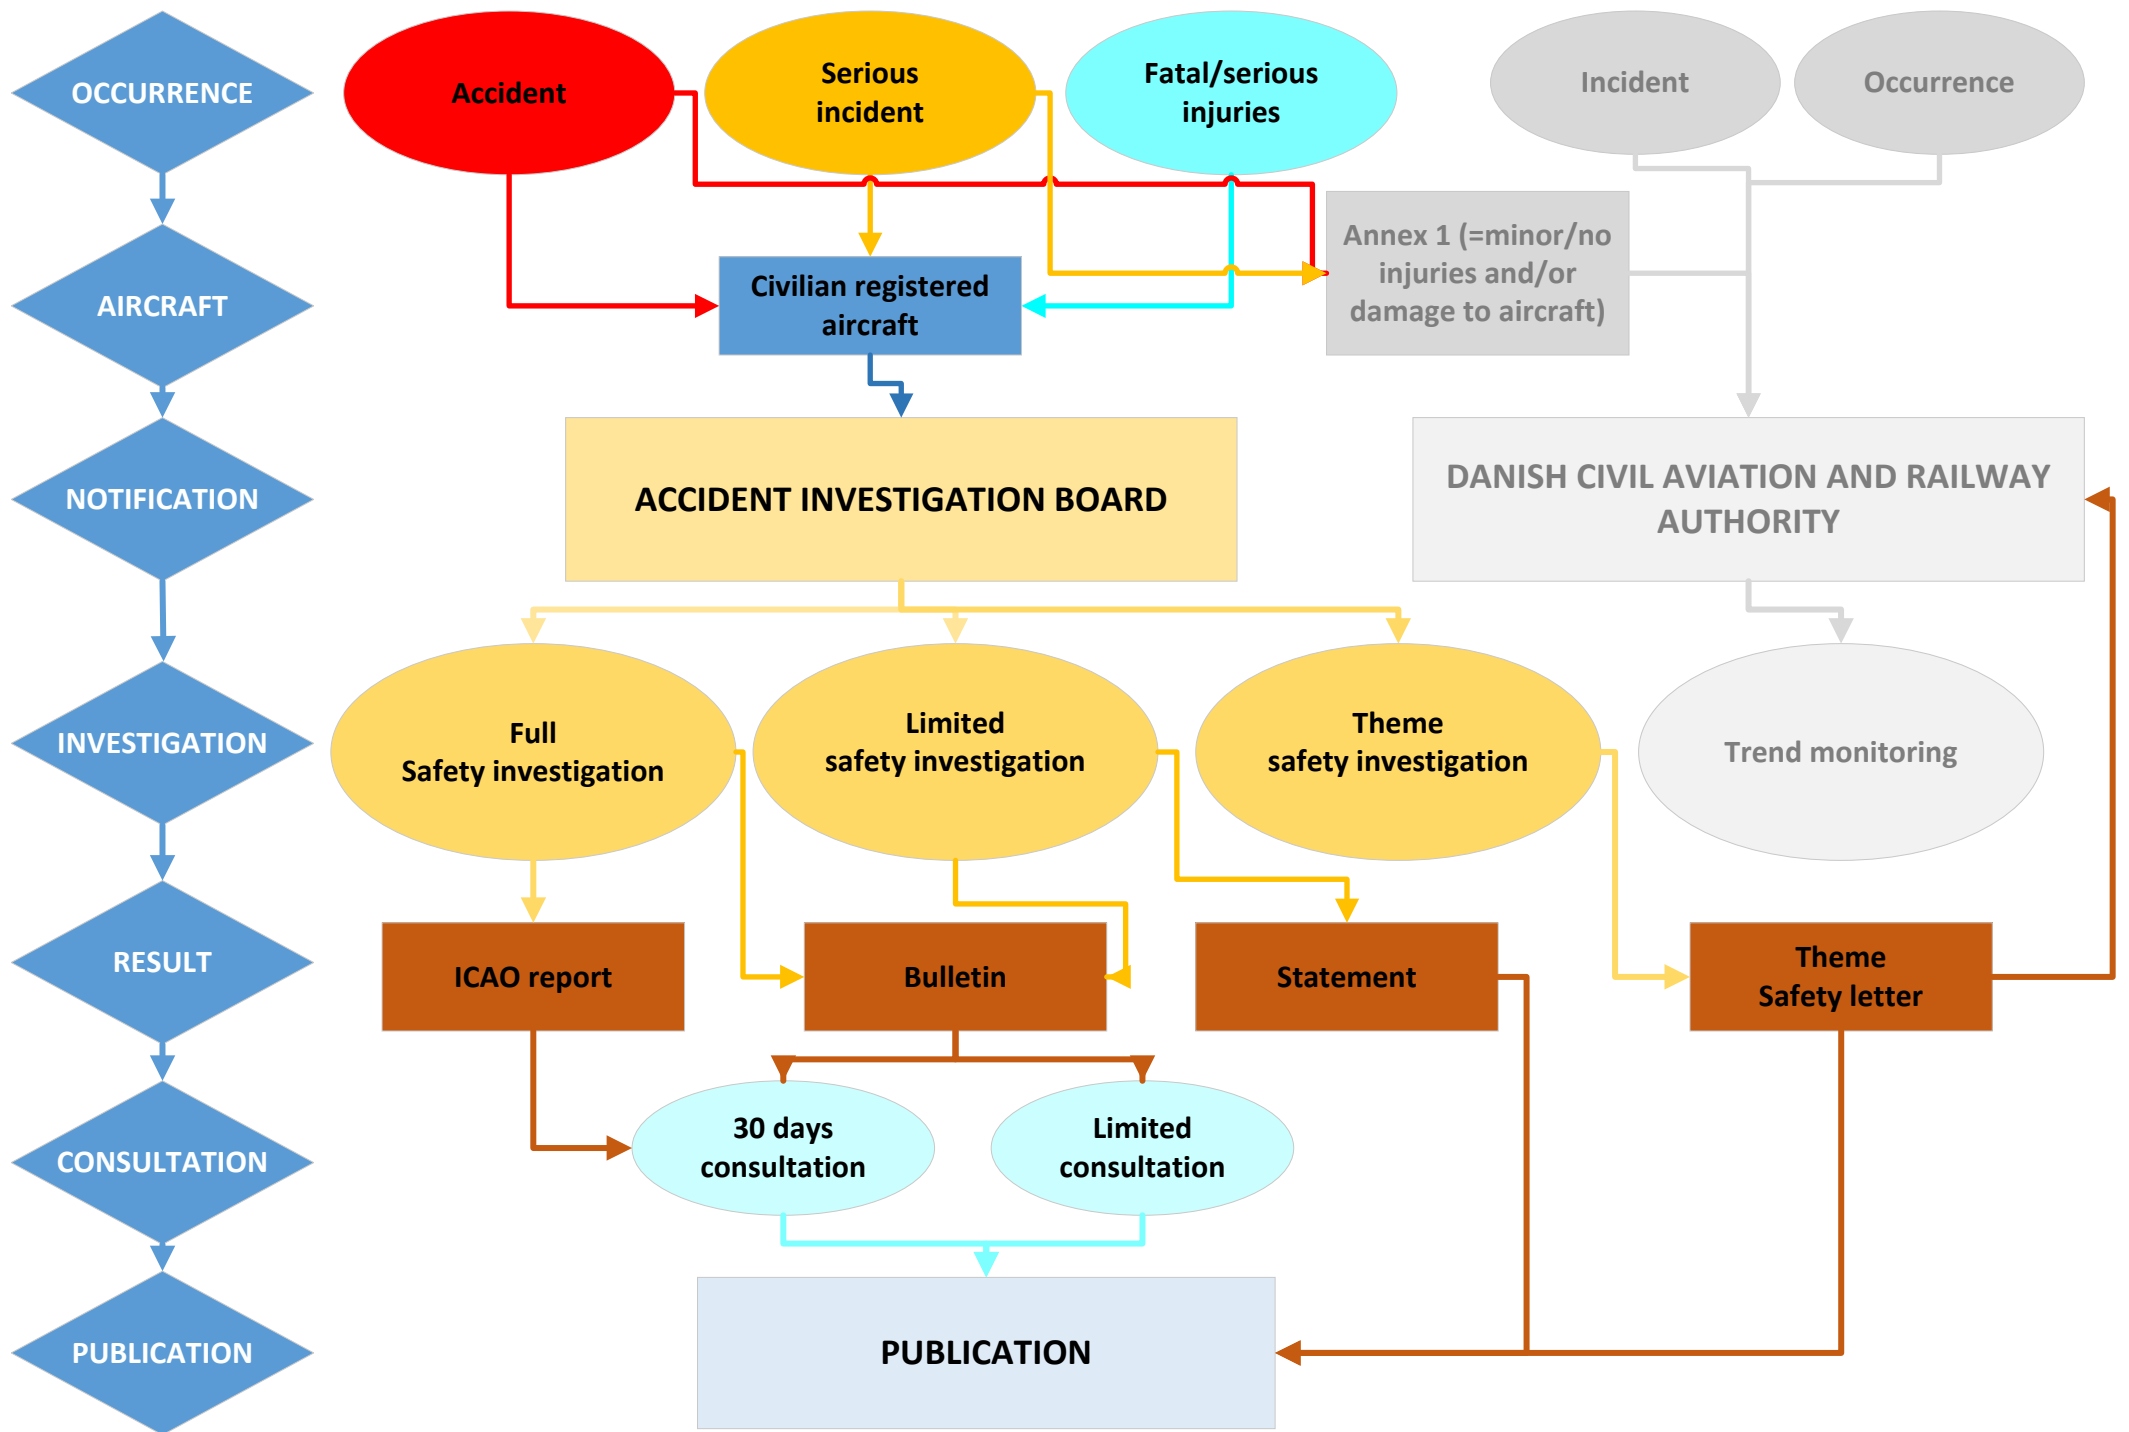 OCCURRENCE
Accident
Serious
incident
Fatal/serious
injuries
Incident
Occurrence
AIRCRAFT
Civilian registered
aircraft
Annex 1 (=minor/no
injuries and/or
damage to aircraft)
NOTIFICATION
ACCIDENT INVESTIGATION BOARD
DANISH CIVIL AVIATION AND RAILWAY
AUTHORITY
INVESTIGATION
Full
Safety investigation
Limited
safety investigation
Theme
safety investigation
Trend monitoring
RESULT
ICAO report
Bulletin
Statement
Theme
Safety letter
CONSULTATION
30 days
consultation
Limited
consultation
PUBLICATION
PUBLICATION